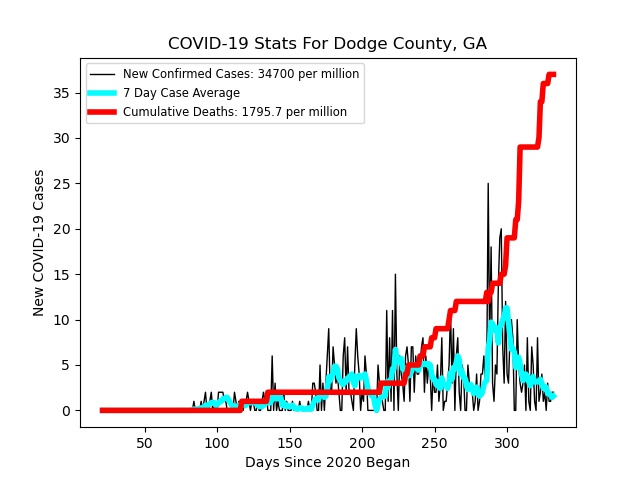 COVID-19 Stats For Dodge County, GA
New Confirmed Cases: 34700 per million
7 Day Case Average
Cumulative Deaths: 1795.7 per million
New COVID-19 Cases
35
30
25
20
15
10
5
0
50 100 150 200 250 300
Days Since 2020 Began